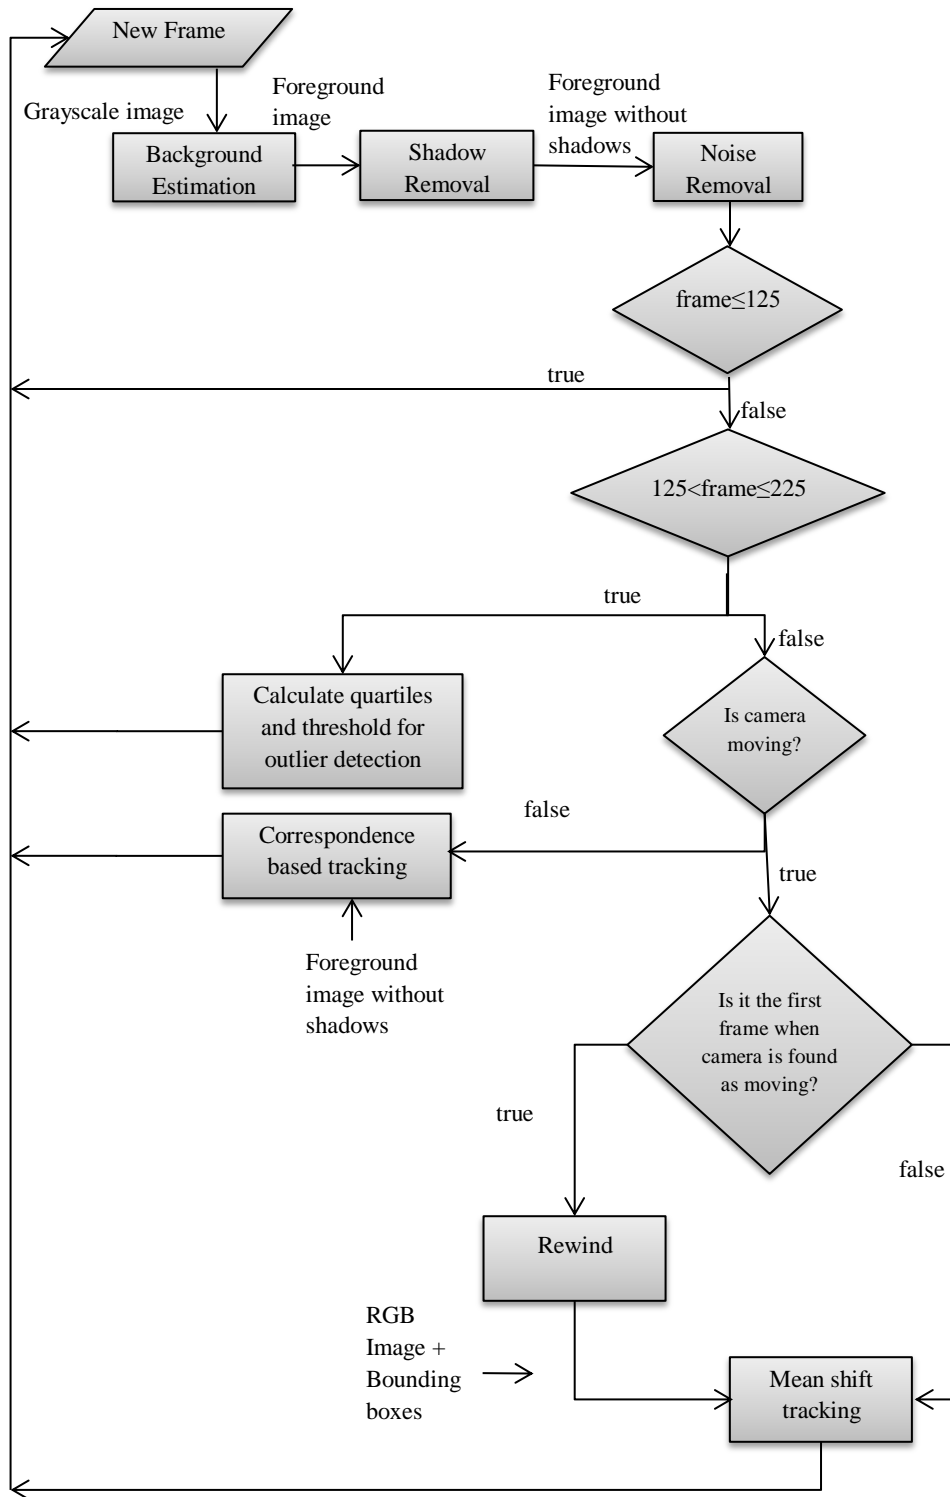 New Frame
Grayscale image
Foreground
image
Foreground
image without
shadows
Background
Estimation
Shadow
Removal
Noise
Removal
frame≤125
true
false
125<frame≤225
true
false
Calculate quartiles
and threshold for
outlier detection
Is camera
moving?
false
Correspondence
based tracking
true
Foreground
image without
shadows
Is it the first
frame when
camera is found
as moving?
true
false
Rewind
RGB
Image +
Bounding
boxes
Mean shift
tracking